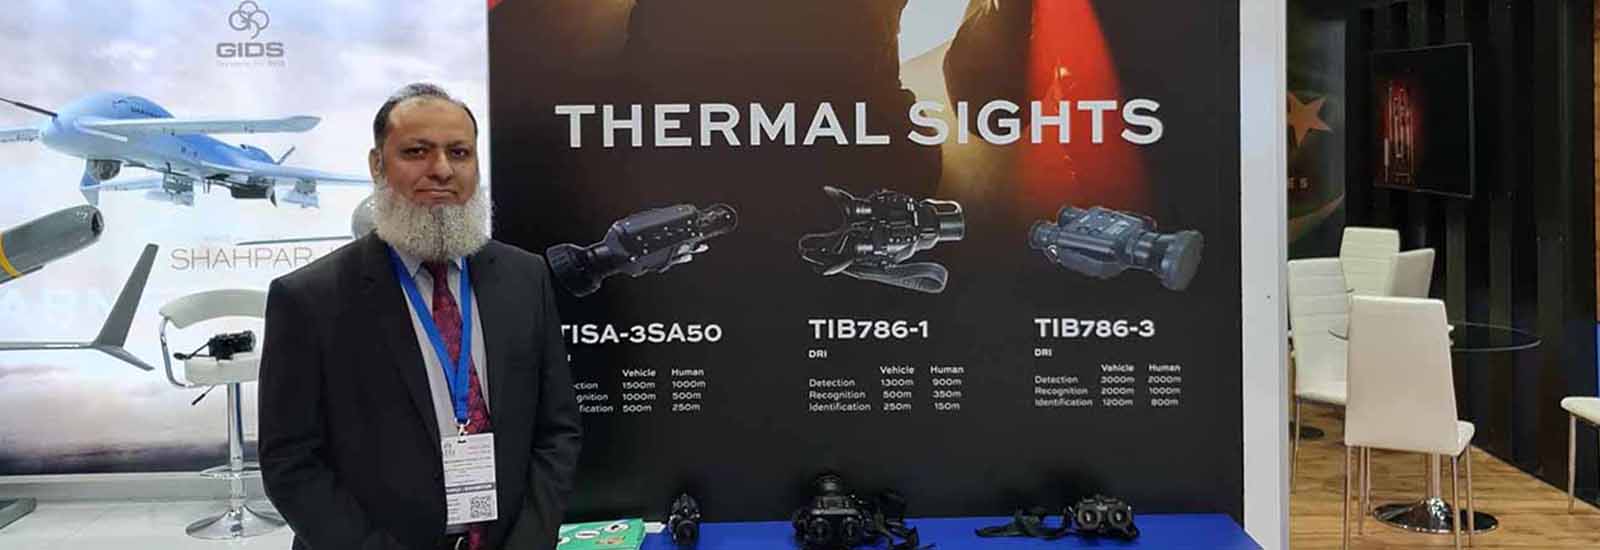 GIDS
SHAHPAR
THERMAL SIGHTS
TISA-3SA50
Vehicle Human
1500m 1000m
1000m 500m
500m 250m
TIB786-1
DRI
Vehicle Human
Detection 1300m 900m
Recognition 500m 350m
Identification 250m 150m
TIB786-3
DRI
Vehicle Human
Detection 3000m 2000m
Recognition 2000m 1000m
Identification 1200m 800m